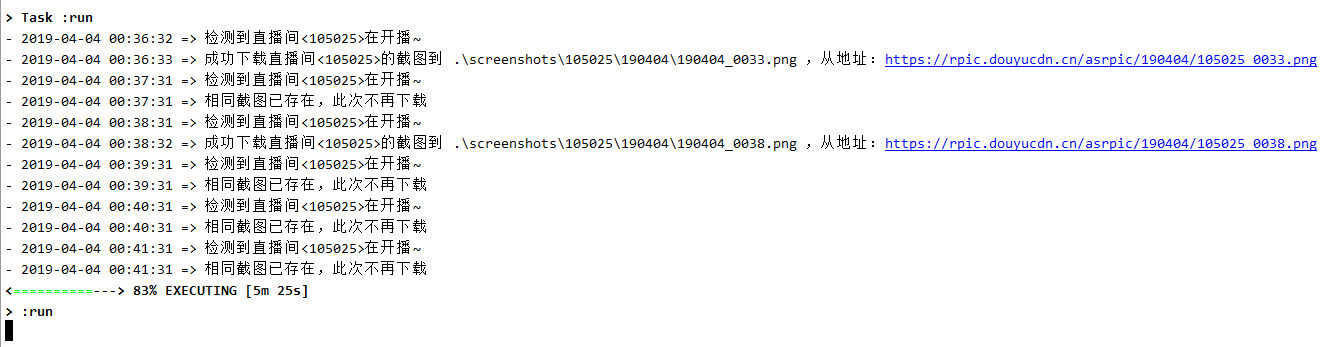 > Task :run
- 2019-04-04 00:36:32 => 检测到直播间<105025>在开播~
- 2019-04-04 00:36:33 => 成功下载直播间<105025>的截图到 .\screenshots\105025\190404\190404_0033.png ，从地址：https://rpic.douyucdn.cn/asrpic/190404/105025_0033.png
- 2019-04-04 00:37:31 => 检测到直播间<105025>在开播~
- 2019-04-04 00:37:31 => 相同截图已存在，此次不再下载
- 2019-04-04 00:38:31 => 检测到直播间<105025>在开播~
- 2019-04-04 00:38:32 => 成功下载直播间<105025>的截图到 .\screenshots\105025\190404\190404_0038.png ，从地址：https://rpic.douyucdn.cn/asrpic/190404/105025_0038.png
- 2019-04-04 00:39:31 => 检测到直播间<105025>在开播~
- 2019-04-04 00:39:31 => 相同截图已存在，此次不再下载
- 2019-04-04 00:40:31 => 检测到直播间<105025>在开播~
- 2019-04-04 00:40:31 => 相同截图已存在，此次不再下载
- 2019-04-04 00:41:31 => 检测到直播间<105025>在开播~
- 2019-04-04 00:41:31 => 相同截图已存在，此次不再下载
<==========---> 83% EXECUTING [5m 25s]
> :run